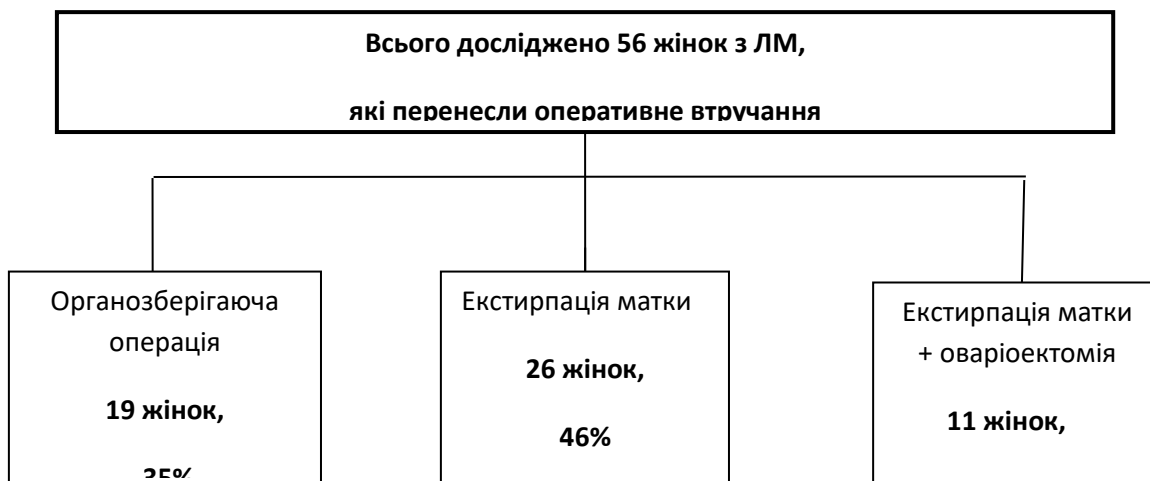 Всього досліджено 56 жінок з ЛМ,
які перенесли оперативне втручання
Органозберігаюча
операція
19 жінок,
35%
Екстирпація матки
26 жінок,
46%
Екстирпація матки
+ оваріоектомія
11 жінок,